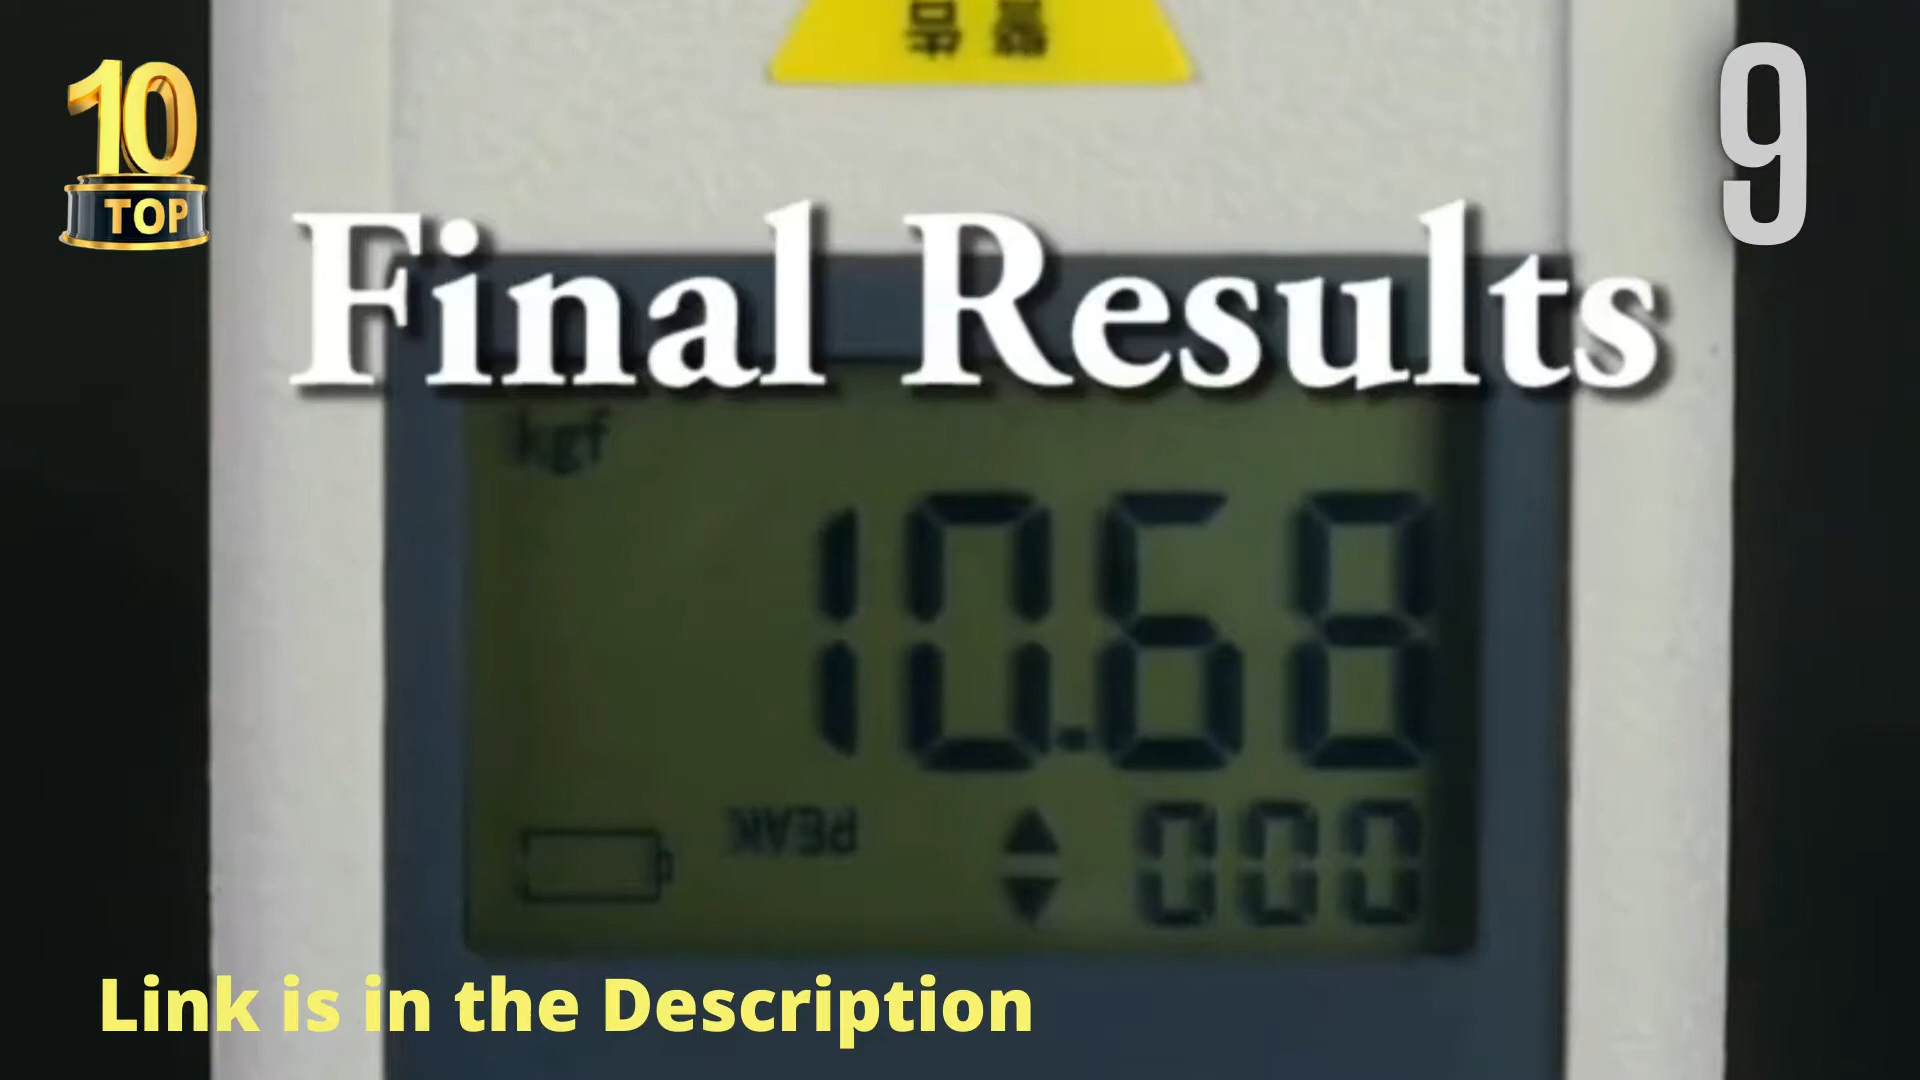 10
TOP
9
Final Results
kgf
10.68
PEAK
000
Link is in the Description